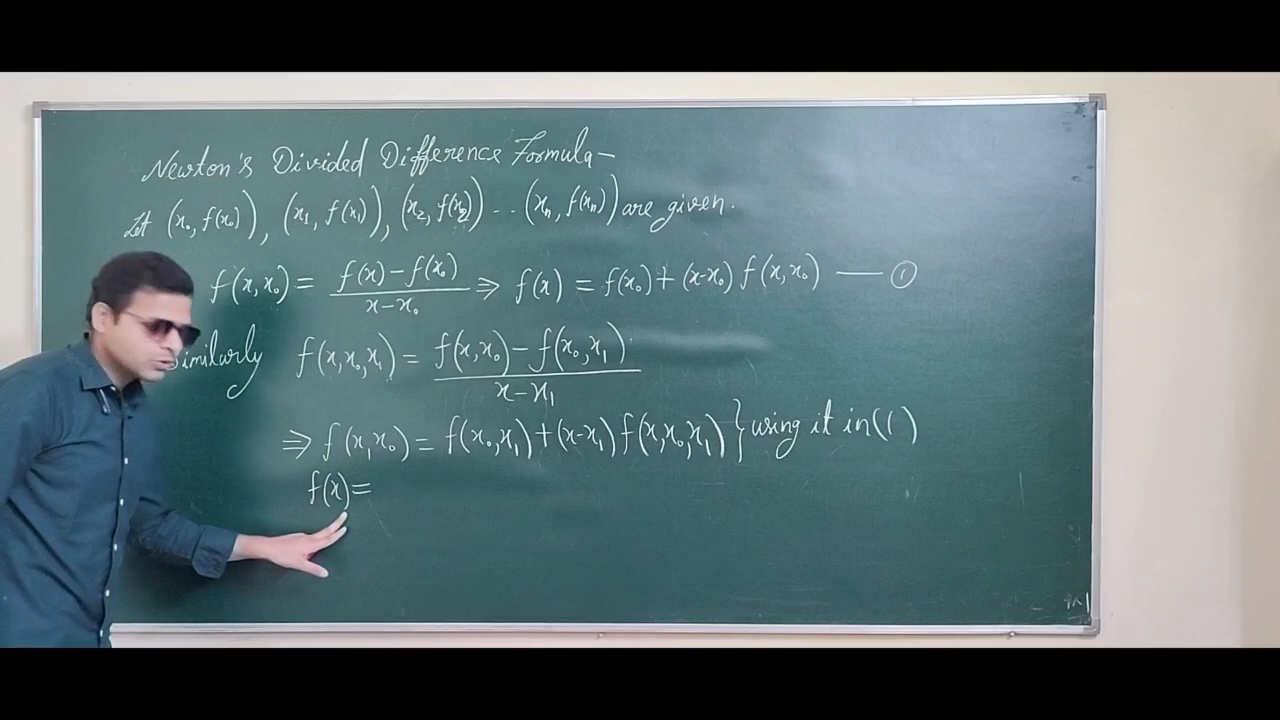 Newton's Divided Difference Formula—
Let (x₀, f(x₀)), (x₁, f(x₁)), (x₂, f(x₂)) .. (xₙ, f(xₙ)) are given.
f(x,x₀) = (f(x)-f(x₀))/(x-x₀) ⇒ f(x) = f(x₀)+(x-x₀) f(x,x₀) — ①
Similarly f(x,x₀,x₁) = (f(x,x₀)-f(x₀,x₁))/(x-x₁)
⇒ f(x,x₀) = f(x₀,x₁)+(x-x₁) f(x,x₀,x₁) } using it in (1)
f(x)=